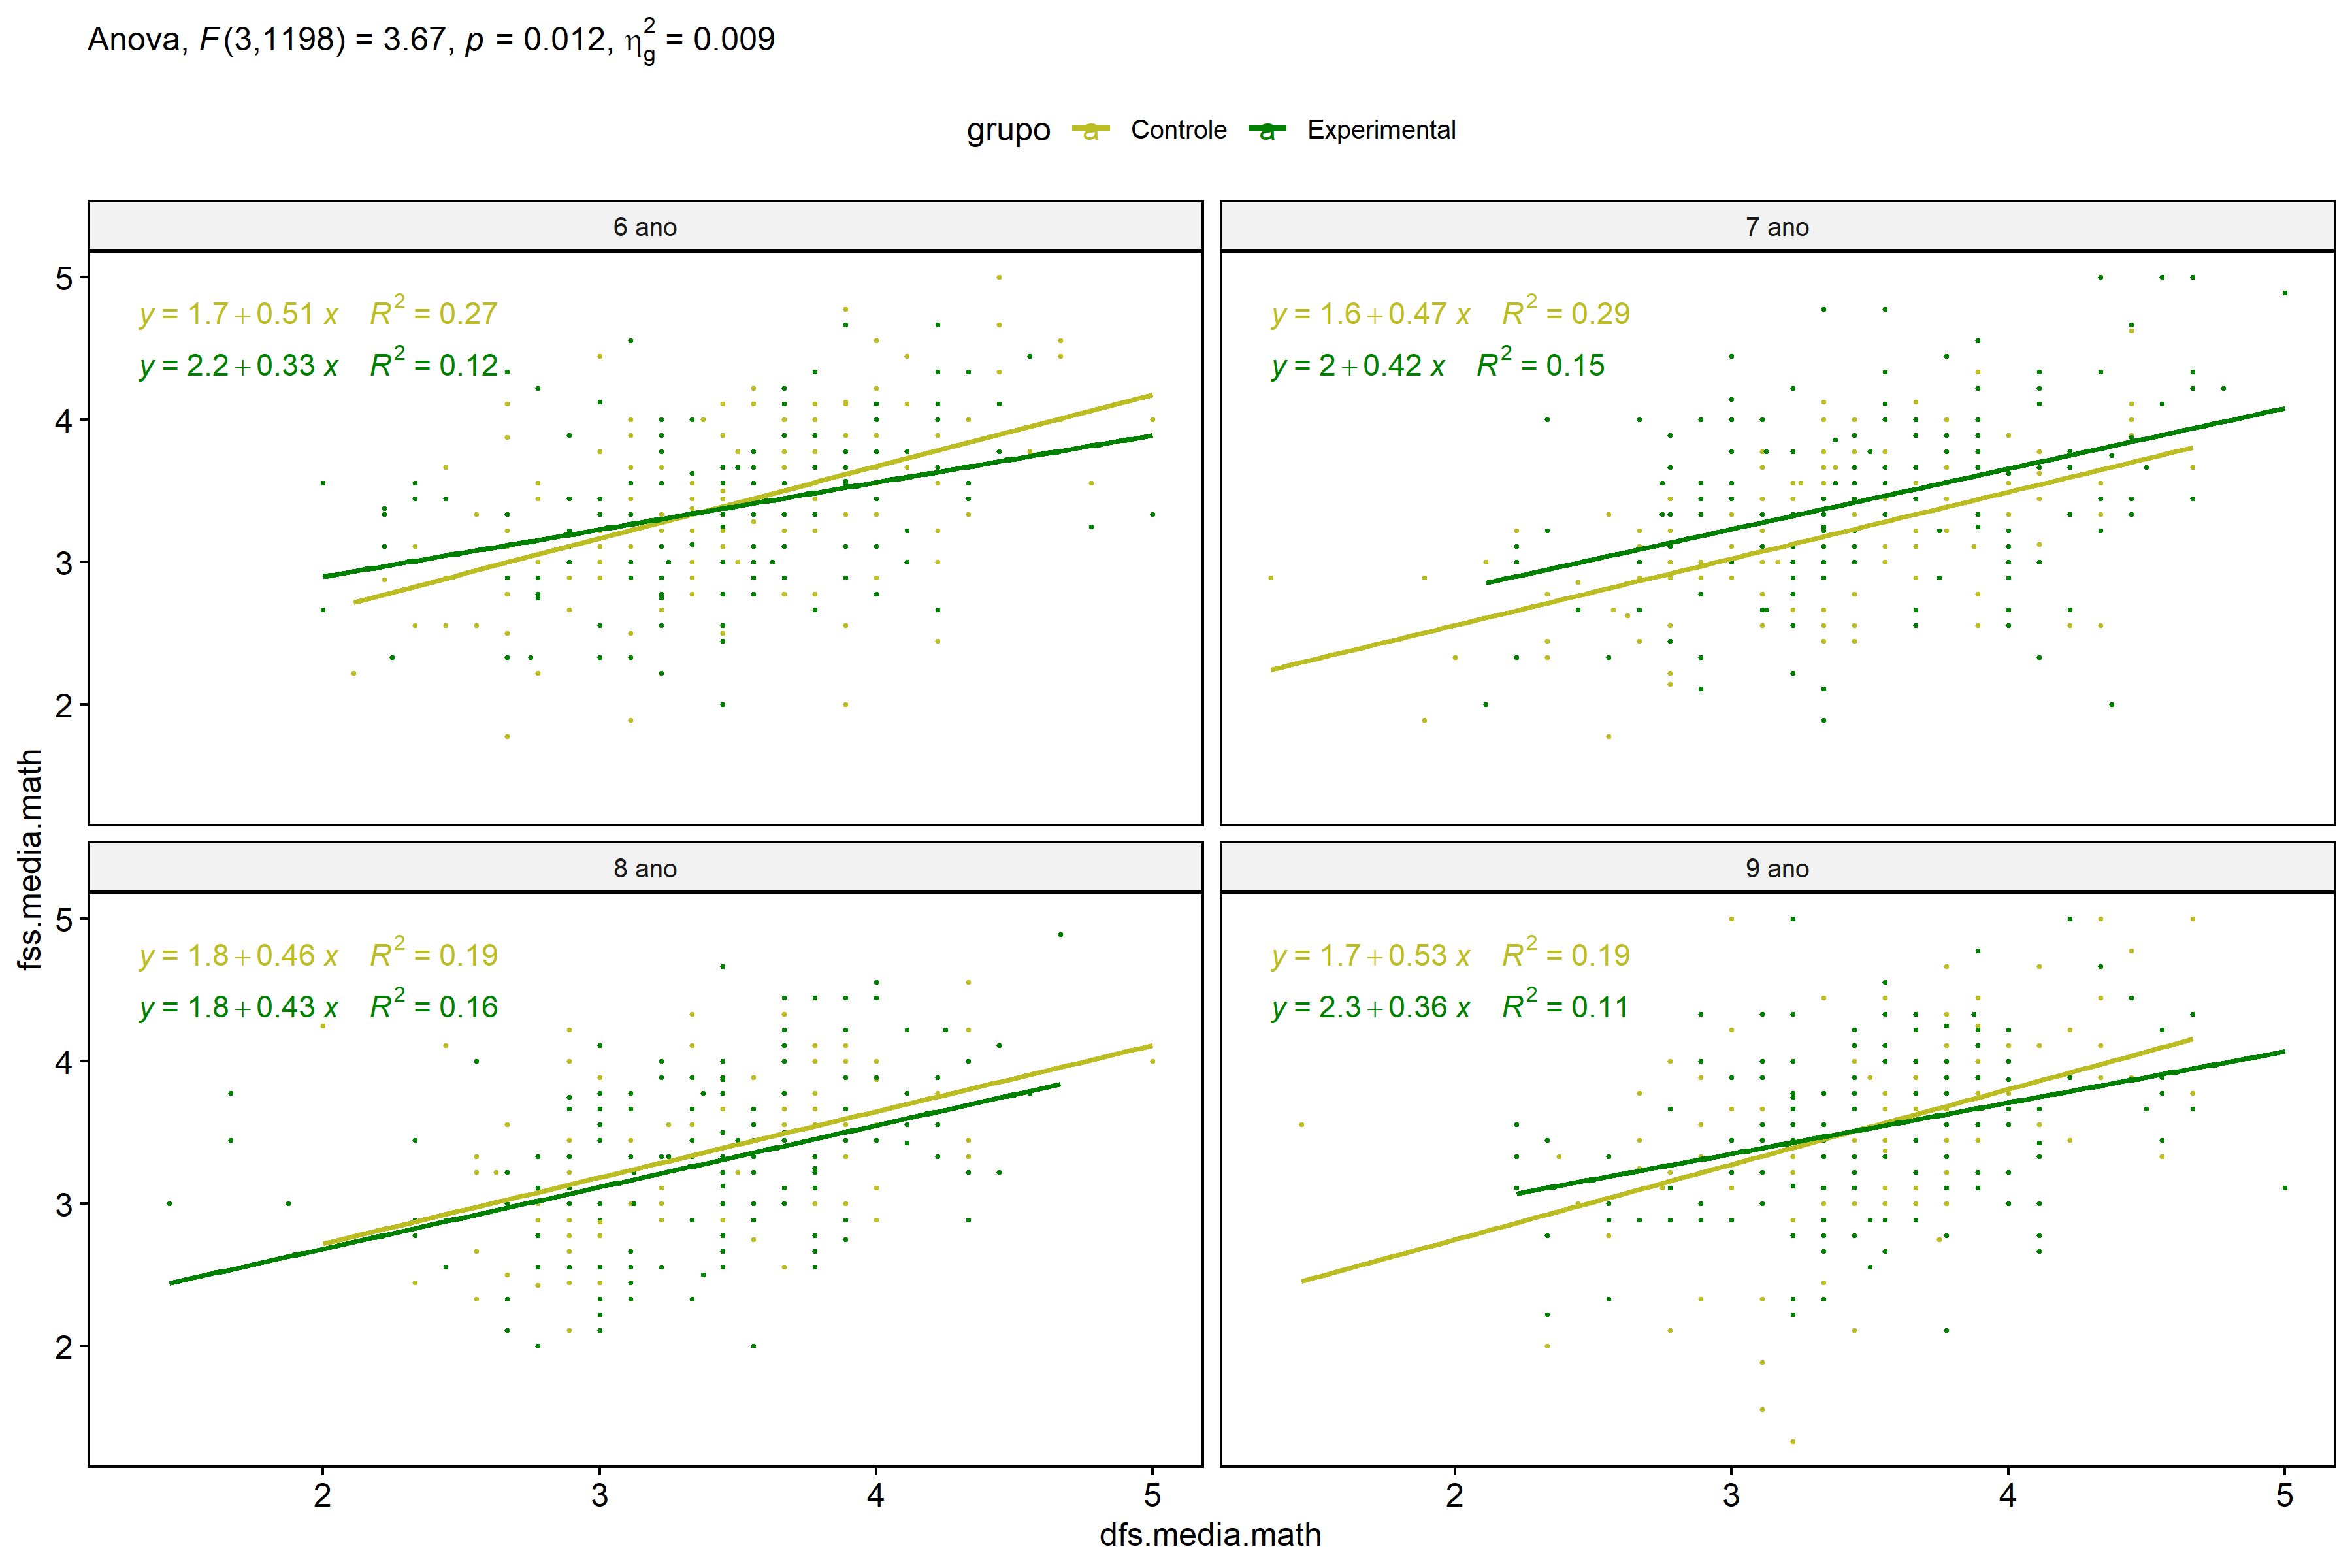 Anova, F(3,1198) = 3.67, p = 0.012, η²g = 0.009
grupo a Controle a Experimental
6 ano
7 ano
5
4
3
2
y = 1.7 + 0.51 x R² = 0.27
y = 2.2 + 0.33 x R² = 0.12
y = 1.6 + 0.47 x R² = 0.29
y = 2 + 0.42 x R² = 0.15
fss.media.math
8 ano
9 ano
5
4
3
2
y = 1.8 + 0.46 x R² = 0.19
y = 1.8 + 0.43 x R² = 0.16
y = 1.7 + 0.53 x R² = 0.19
y = 2.3 + 0.36 x R² = 0.11
2 3 4 5 2 3 4 5
dfs.media.math